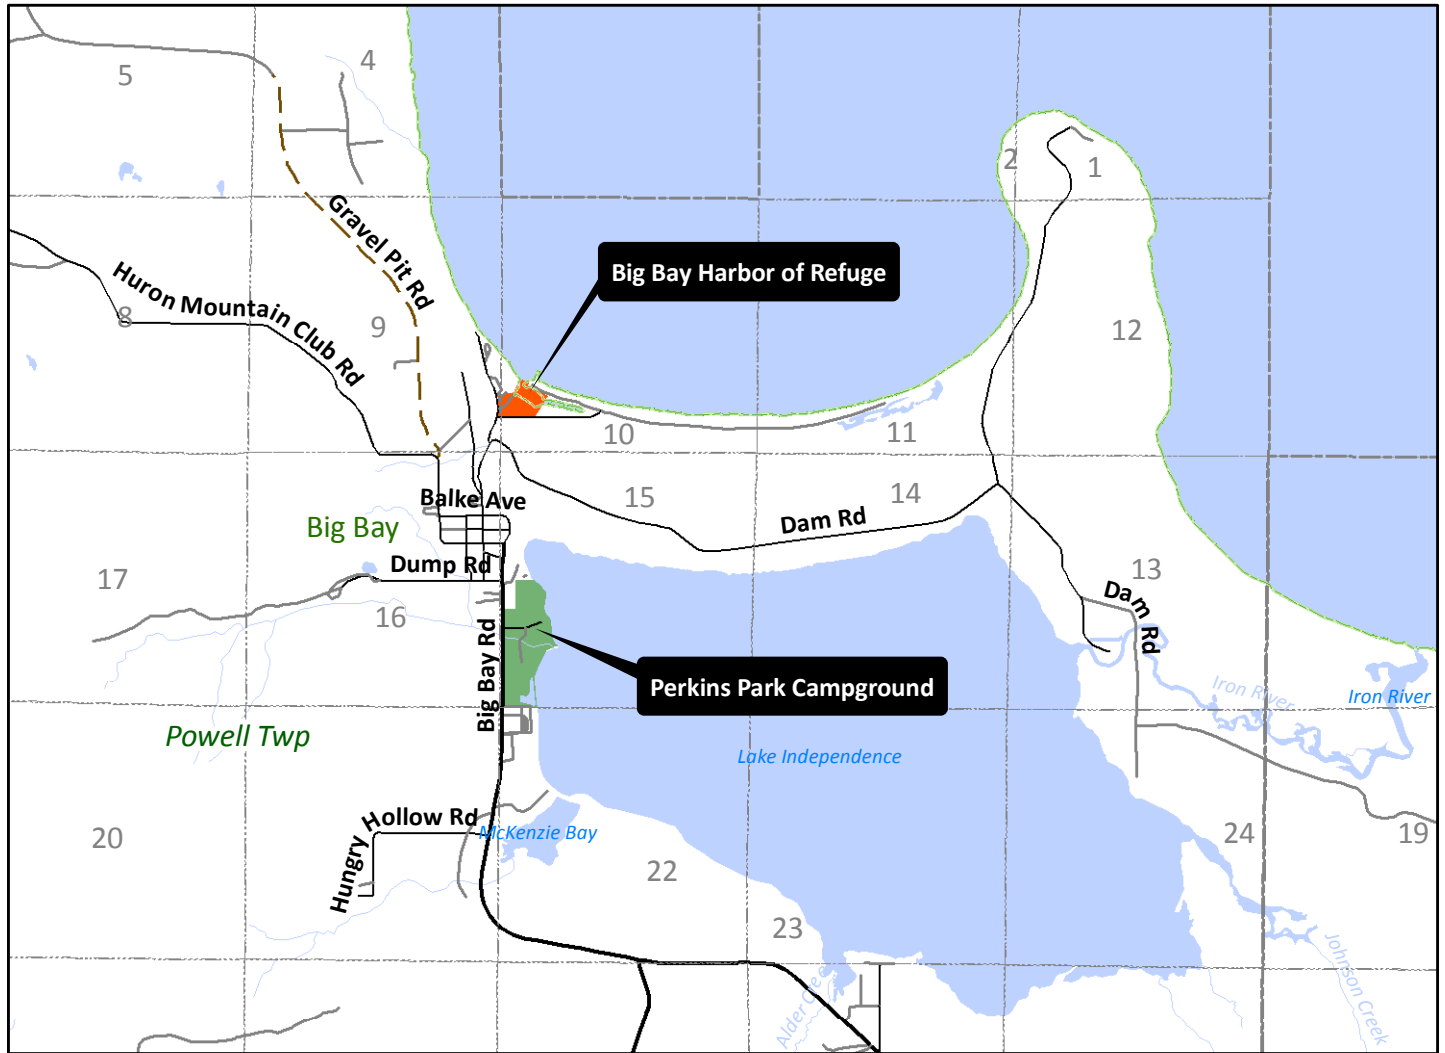 5
4
2
1
Gravel Pit Rd
Big Bay Harbor of Refuge
Huron Mountain Club Rd
8
9
12
10
11
Balke Ave
15
14
Dam Rd
Big Bay
Dump Rd
17
16
13
Dam Rd
Big Bay Rd
Perkins Park Campground
Iron River
Iron River
Powell Twp
Lake Independence
Hungry Hollow Rd
McKenzie Bay
20
22
24
19
23
Alder Creek
Johnson Creek